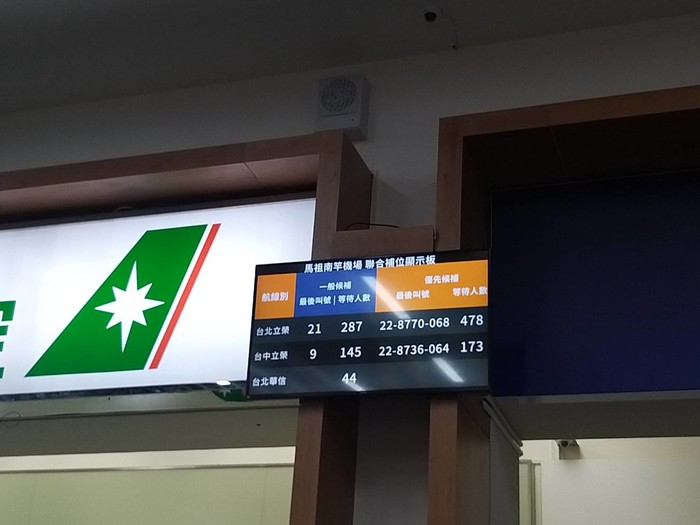 馬祖南竿機場 聯合補位顯示板
航線別 一般候補 優先候補
最後叫號 等待人數 最後叫號 等待人數
台北立榮 21 287 22-8770-068 478
台中立榮 9 145 22-8736-064 173
台北華信 44